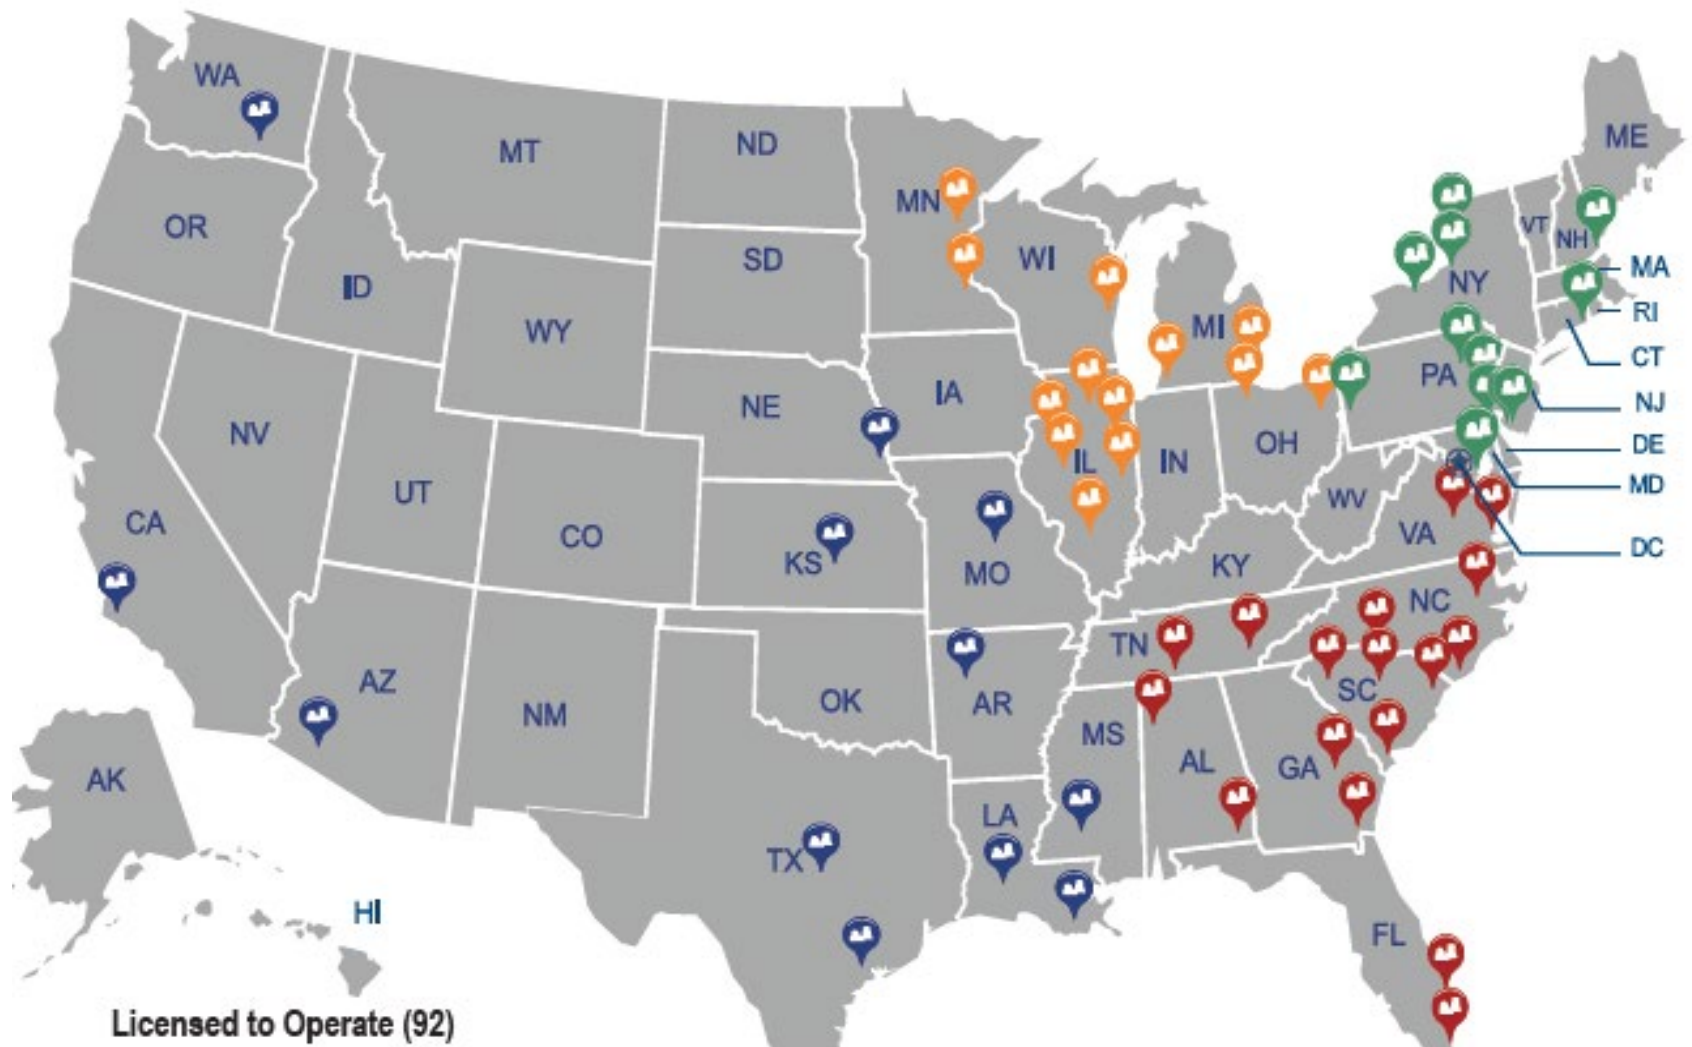 WA
MT
ND
ME
MN
OR
VT
NH
SD
WI
MA
ID
NY
RI
WY
MI
CT
PA
IA
NE
NJ
NV
OH
DE
IL
IN
UT
MD
WV
CA
CO
VA
DC
KS
MO
KY
NC
TN
AZ
SC
OK
AR
NM
MS
AL
GA
AK
LA
TX
HI
FL
Licensed to Operate (92)